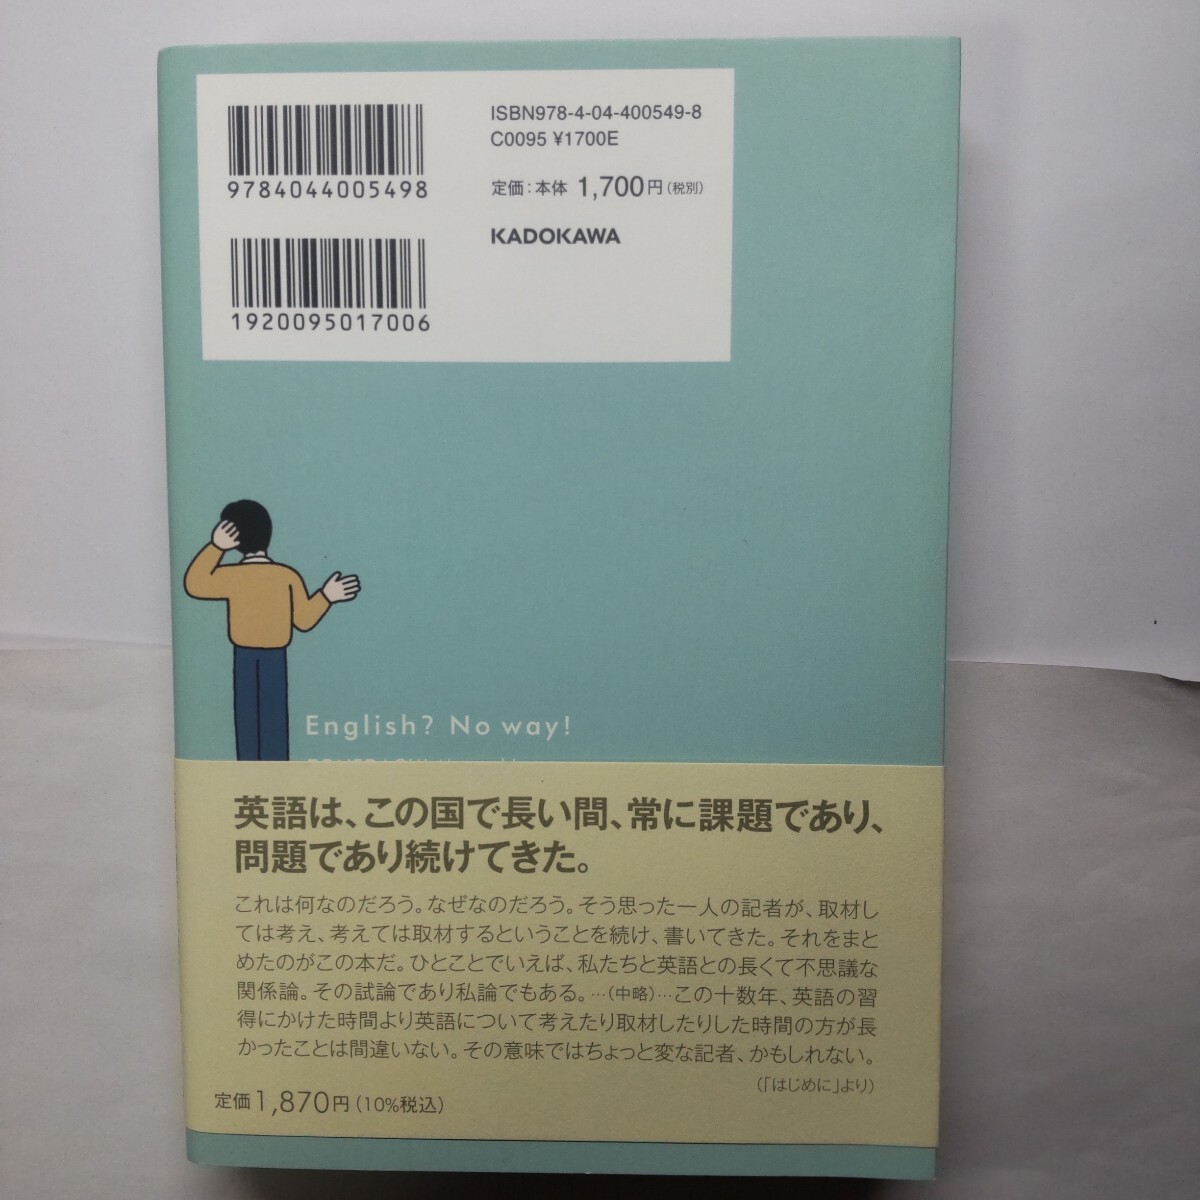 ISBN978-4-04-400549-8
C0095 ¥1700E
定価：本体 1,700円（税別）
KADOKAWA
9784044005498
1920095017006
English? No way!
英語は、この国で長い間、常に課題であり、
問題であり続けてきた。
これは何なのだろう。なぜなのだろう。そう思った一人の記者が、取材し
ては考え、考えては取材するということを続け、書いてきた。それをまと
めたのがこの本だ。ひとことでいえば、私たちと英語との長くて不思議な
関係論。その試論であり私論でもある。…（中略）…この十数年、英語の習
得にかけた時間より英語について考えたり取材したりした時間の方が長
かったことは間違いない。その意味ではちょっと変な記者、かもしれない。
（「はじめに」より）
定価1,870円（10%税込）